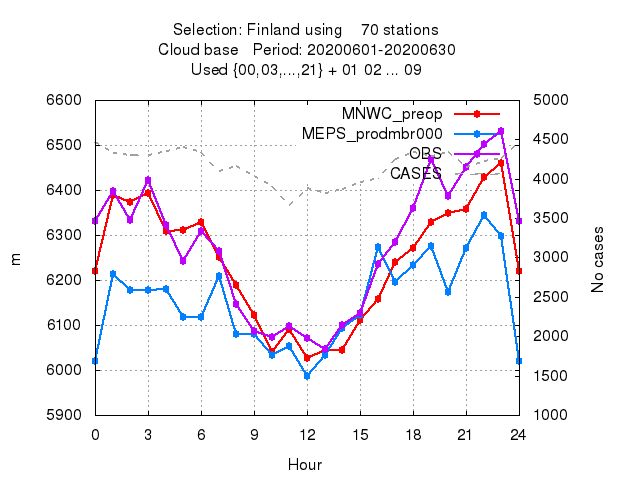 Selection: Finland using 70 stations
Cloud base Period: 20200601-20200630
Used {00,03,...,21} + 01 02 ... 09
6600
6500
6400
6300
6200
6100
6000
5900
m
MNWC_preop
MEPS_prodmbr000
OBS
CASES
5000
4500
4000
3500
3000
2500
2000
1500
1000
No cases
0 3 6 9 12 15 18 21 24
Hour